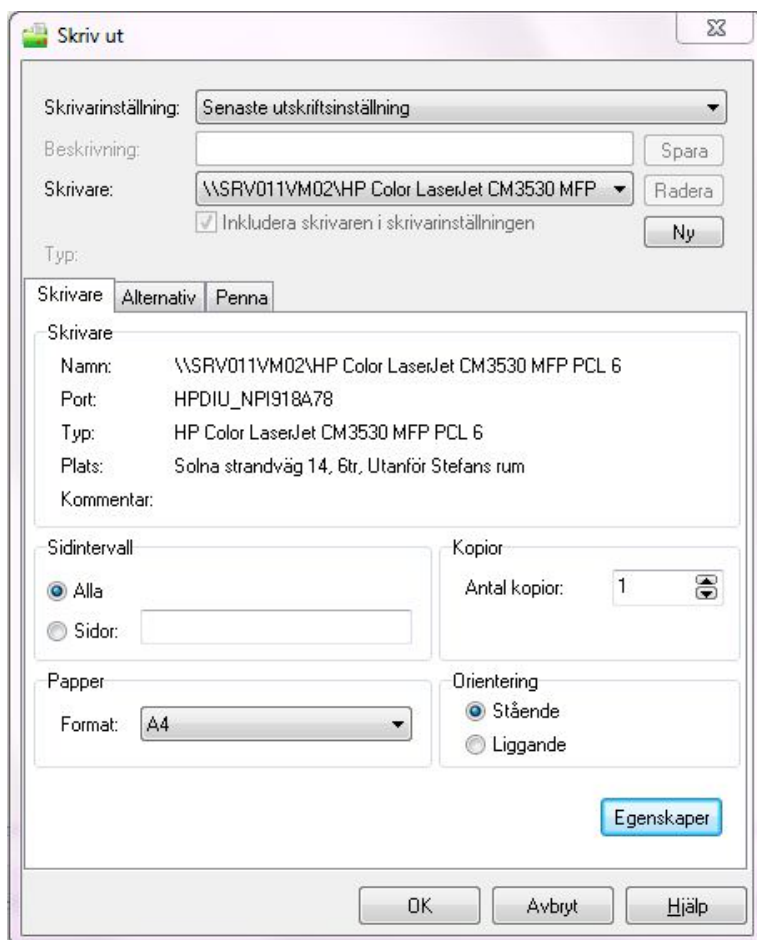 Skriv ut
Skrivarinställning: Senaste utskriftsinställning
Beskrivning: Spara
Skrivare: \\SRV011VM02\HP Color LaserJet CM3530 MFP Radera
Inkludera skrivaren i skrivarinställningen Ny
Typ:
Skrivare Alternativ Penna
Skrivare
Namn: \\SRV011VM02\HP Color LaserJet CM3530 MFP PCL 6
Port: HPDIU_NPI918A78
Typ: HP Color LaserJet CM3530 MFP PCL 6
Plats: Solna strandväg 14, 6tr, Utanför Stefans rum
Kommentar:
Sidintervall
Alla
Sidor:
Kopior
Antal kopior: 1
Papper
Format: A4
Orientering
Stående
Liggande
Egenskaper
OK Avbryt Hjälp